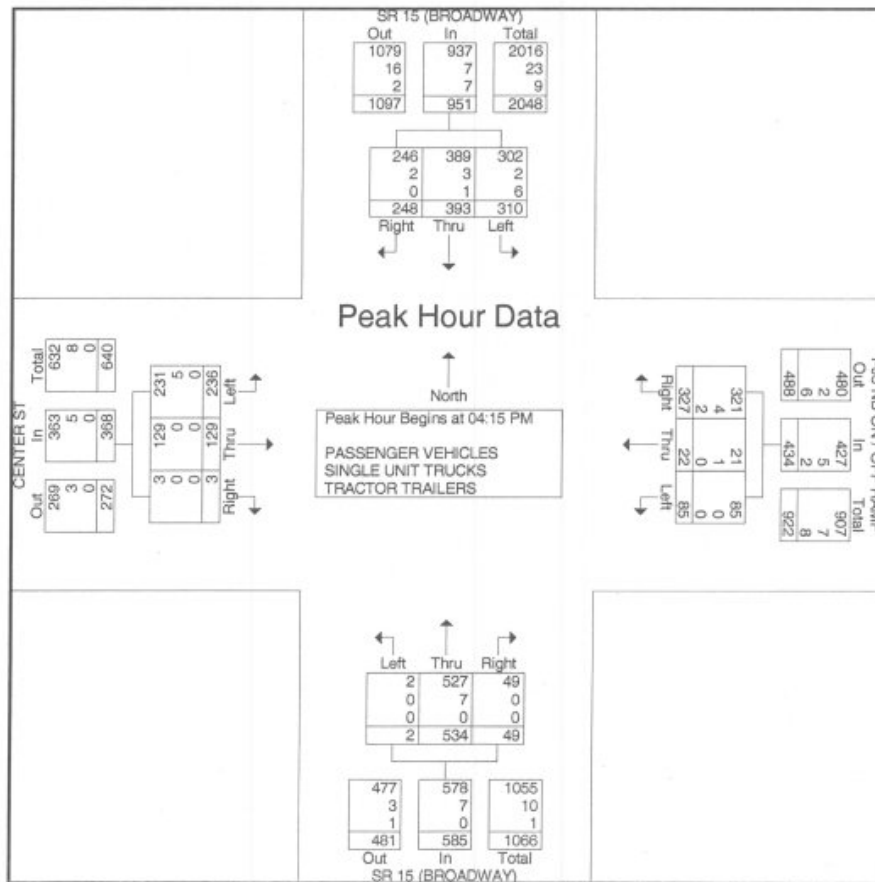 SR 15 (BROADWAY)
Out In Total
1079 937 2016
16 7 23
2 7 9
1097 951 2048
246 389 302
2 3 2
0 1 6
248 393 310
Right Thru Left
Peak Hour Data
North
Peak Hour Begins at 04:15 PM
PASSENGER VEHICLES
SINGLE UNIT TRUCKS
TRACTOR TRAILERS
CENTER ST
Total In Out
632 363 269
8 5 3
0 0 0
640 368 272
Left Thru Right
231 129 3
5 0 0
0 0 0
236 129 3
Right Thru Left
321 21 85
4 1 0
2 0 0
327 22 85
NB ON / OFF RAMP
Out In Total
480 427 907
2 5 7
6 2 8
488 434 922
Left Thru Right
2 527 49
0 7 0
0 0 0
2 534 49
477 578 1055
3 7 10
1 0 1
481 585 1066
Out In Total
SR 15 (BROADWAY)